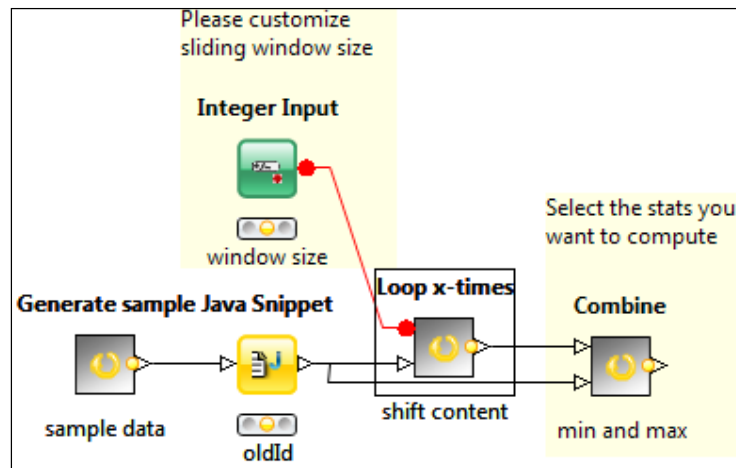 Please customize
sliding window size
Integer Input
window size
Select the stats you
want to compute
Loop x-times
Combine
Generate sample Java Snippet
shift content
min and max
sample data
oldId